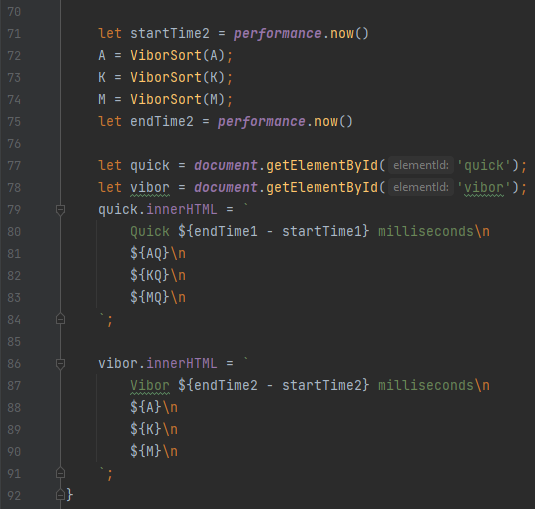 70
71 let startTime2 = performance.now()
72 A = ViborSort(A);
73 K = ViborSort(K);
74 M = ViborSort(M);
75 let endTime2 = performance.now()
76
77 let quick = document.getElementById( elementId: 'quick');
78 let vibor = document.getElementById( elementId: 'vibor');
79 quick.innerHTML = `
80 Quick ${endTime1 - startTime1} milliseconds\n
81 ${AQ}\n
82 ${KQ}\n
83 ${MQ}\n
84 `;
85
86 vibor.innerHTML = `
87 Vibor ${endTime2 - startTime2} milliseconds\n
88 ${A}\n
89 ${K}\n
90 ${M}\n
91 `;
92 }